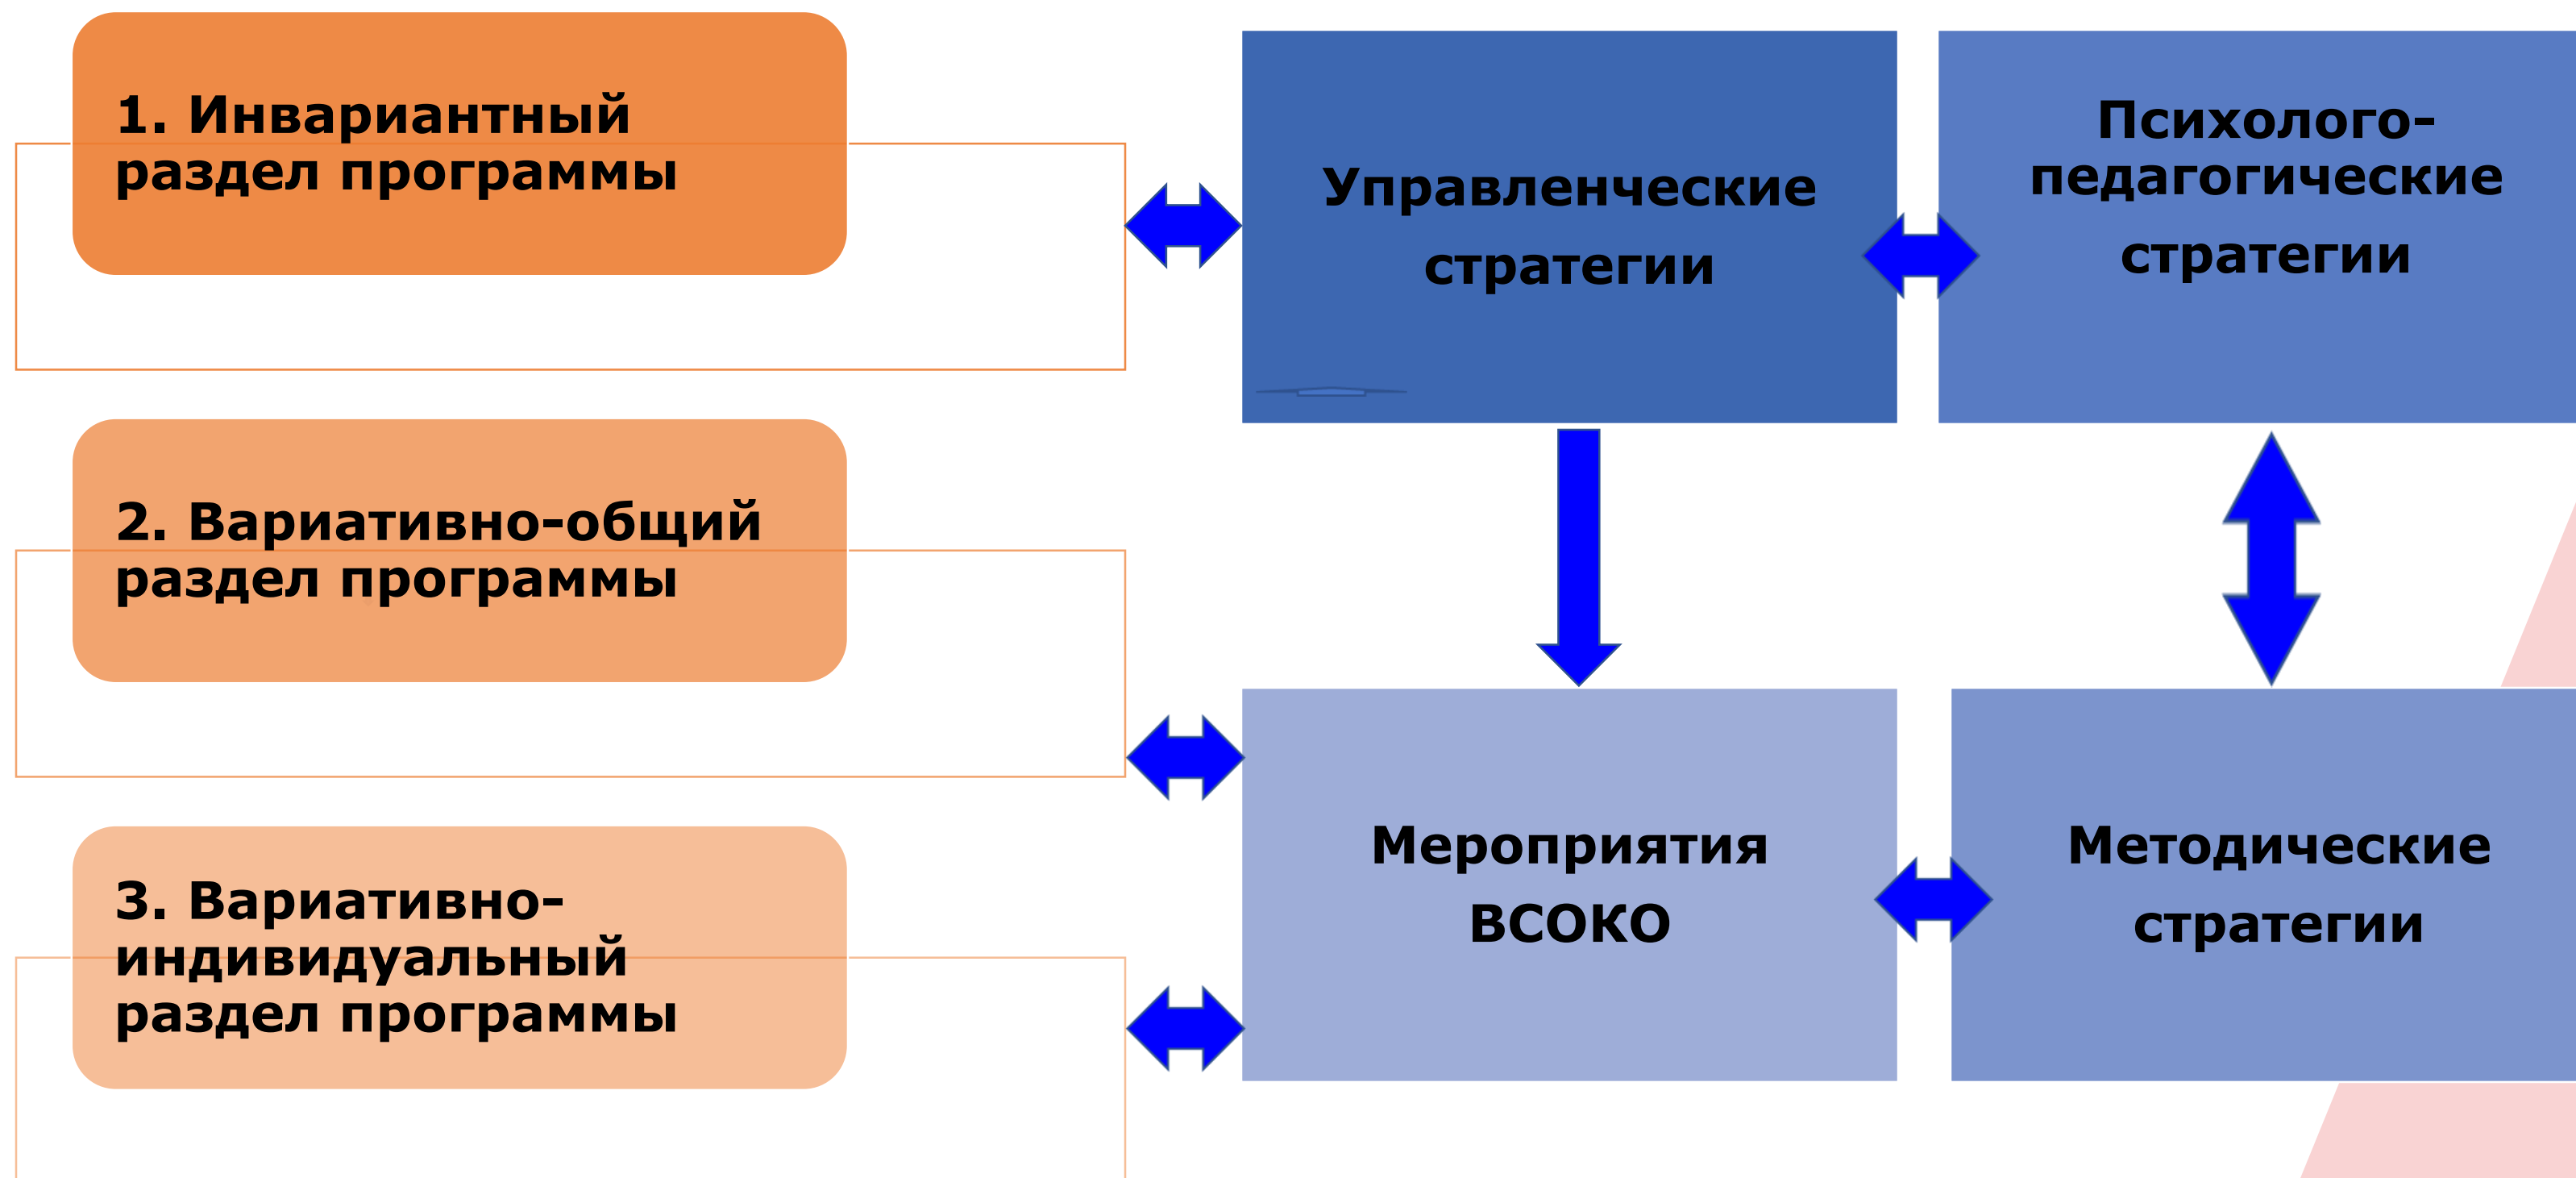 1. Инвариантный
раздел программы
2. Вариативно-общий
раздел программы
3. Вариативно-
индивидуальный
раздел программы
Управленческие
стратегии
Психолого-
педагогические
стратегии
Мероприятия
ВСОКО
Методические
стратегии